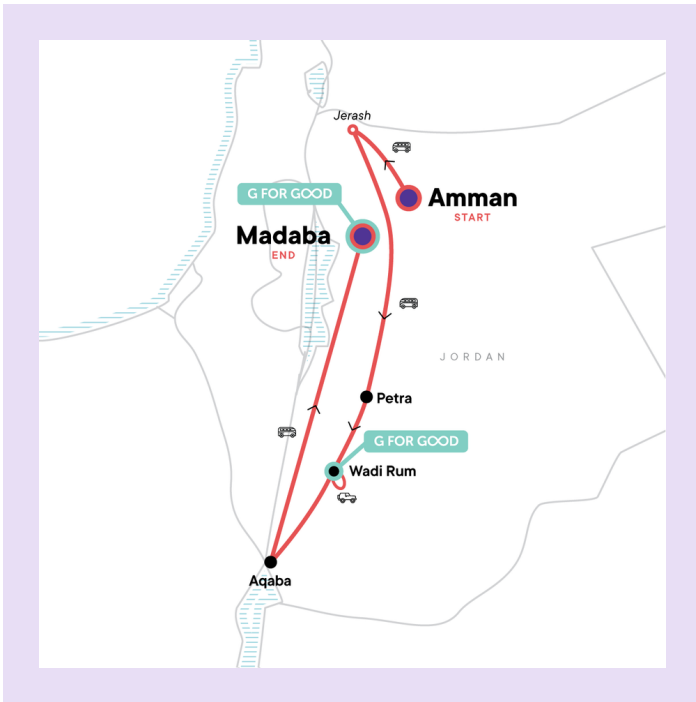 Jerash
G FOR GOOD
Amman
START
Madaba
END
JORDAN
Petra
G FOR GOOD
Wadi Rum
Aqaba